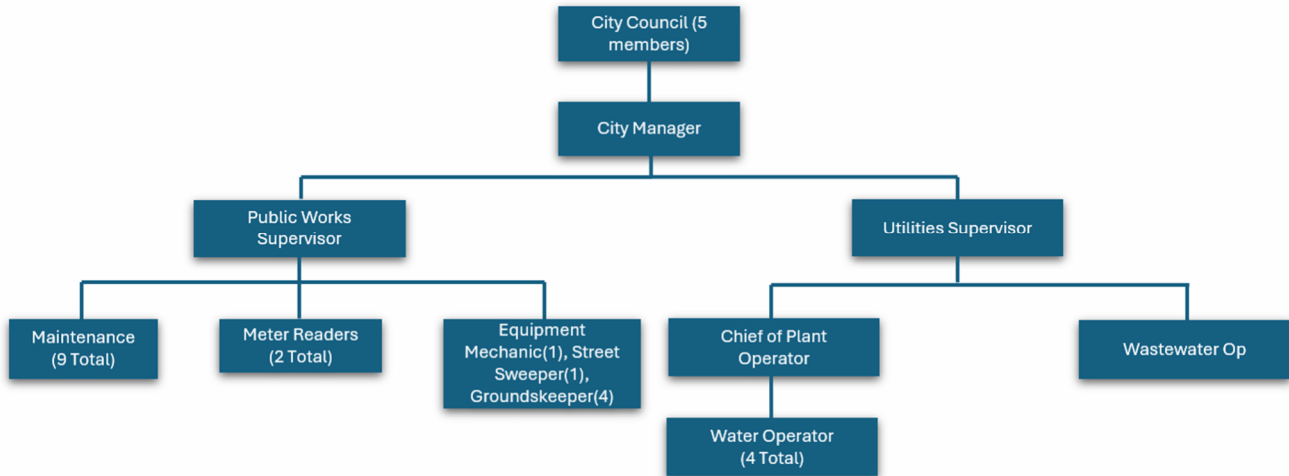 City Council (5
members)
City Manager
Public Works
Supervisor
Utilities Supervisor
Maintenance
(9 Total)
Meter Readers
(2 Total)
Equipment
Mechanic(1), Street
Sweeper(1),
Groundskeeper(4)
Chief of Plant
Operator
Wastewater Op
Water Operator
(4 Total)